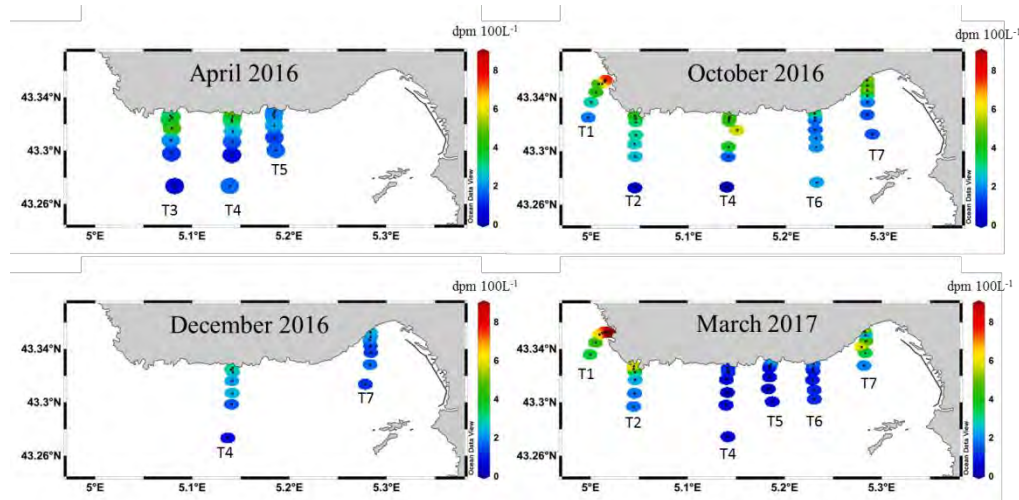 dpm 100L-1
April 2016
43.34°N
43.3°N
43.26°N
8
6
4
2
0
T3
T4
T5
Ocean Data View
5°E
5.1°E
5.2°E
5.3°E
dpm 100L-1
October 2016
43.34°N
43.3°N
43.26°N
8
6
4
2
0
T1
T2
T4
T6
T7
Ocean Data View
5°E
5.1°E
5.2°E
5.3°E
dpm 100L-1
December 2016
43.34°N
43.3°N
43.26°N
8
6
4
2
0
T4
T7
Ocean Data View
5°E
5.1°E
5.2°E
5.3°E
dpm 100L-1
March 2017
43.34°N
43.3°N
43.26°N
8
6
4
2
0
T1
T2
T4
T5
T6
T7
Ocean Data View
5°E
5.1°E
5.2°E
5.3°E